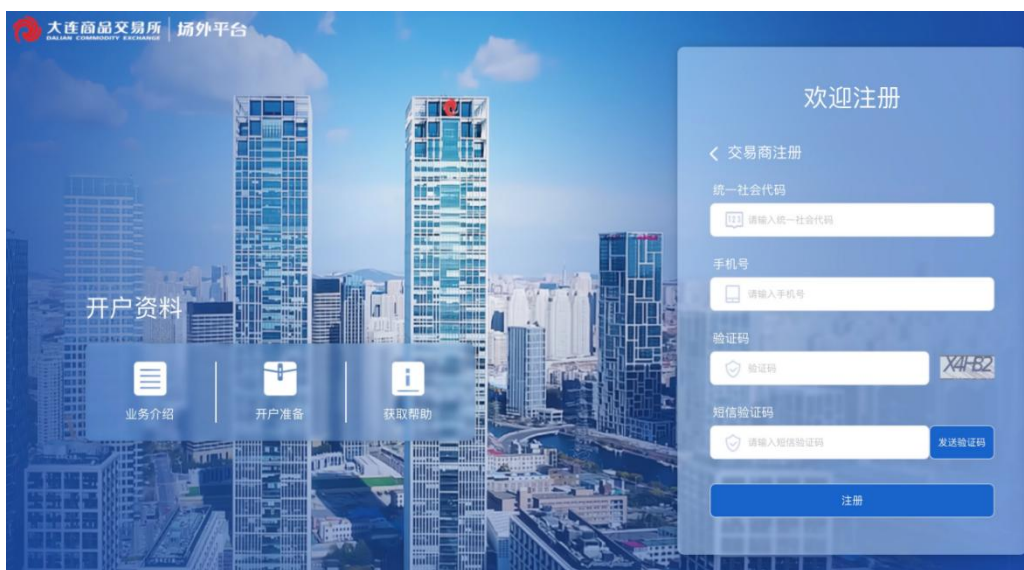 大连商品交易所 | 场外平台
DALIAN COMMODITY EXCHANGE
欢迎注册
交易商注册
统一社会代码
123 请输入统一社会代码
手机号
请输入手机号
验证码
验证码 X4HB2
短信验证码
请输入短信验证码 发送验证码
注册
开户资料
业务介绍 开户准备 获取帮助